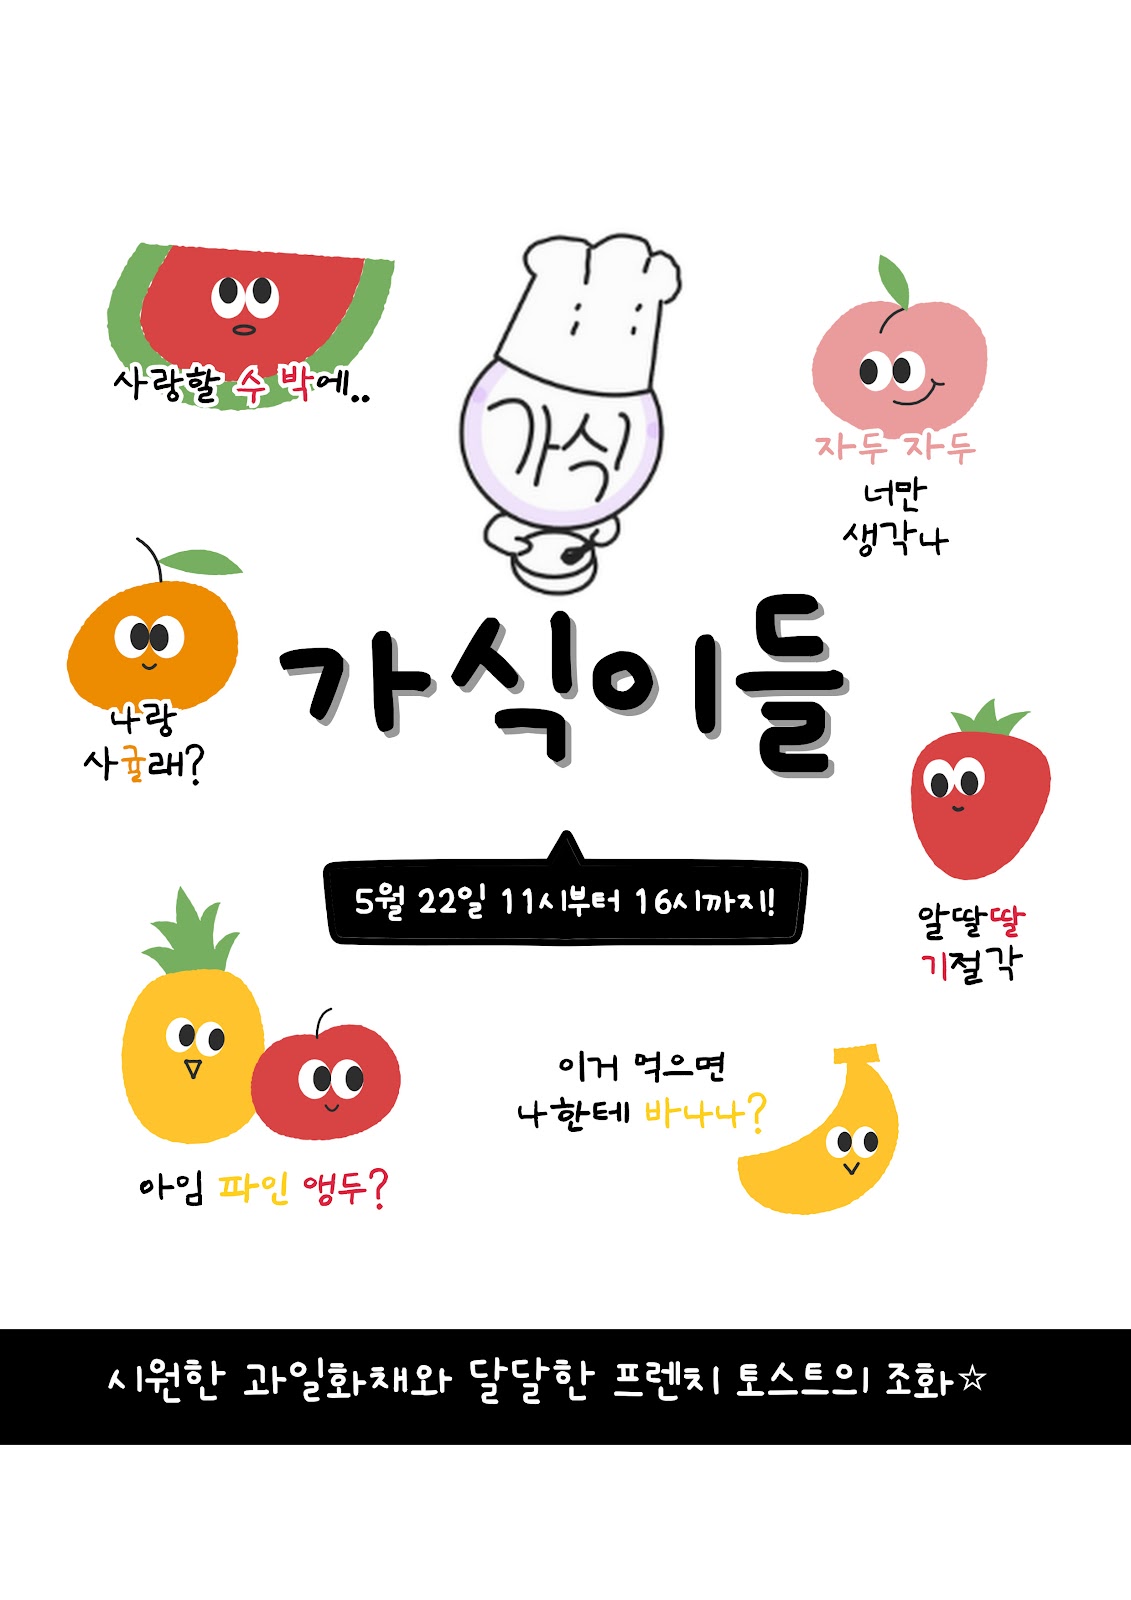 가식
사랑할 수 박에..
자두 자두
너만
생각나
가식이들
나랑
사귤래?
5월 22일 11시부터 16시까지!
알딸딸
기절각
이거 먹으면
나한테 바나나?
아임 파인 앵두?
시원한 과일화채와 달달한 프렌치 토스트의 조화☆